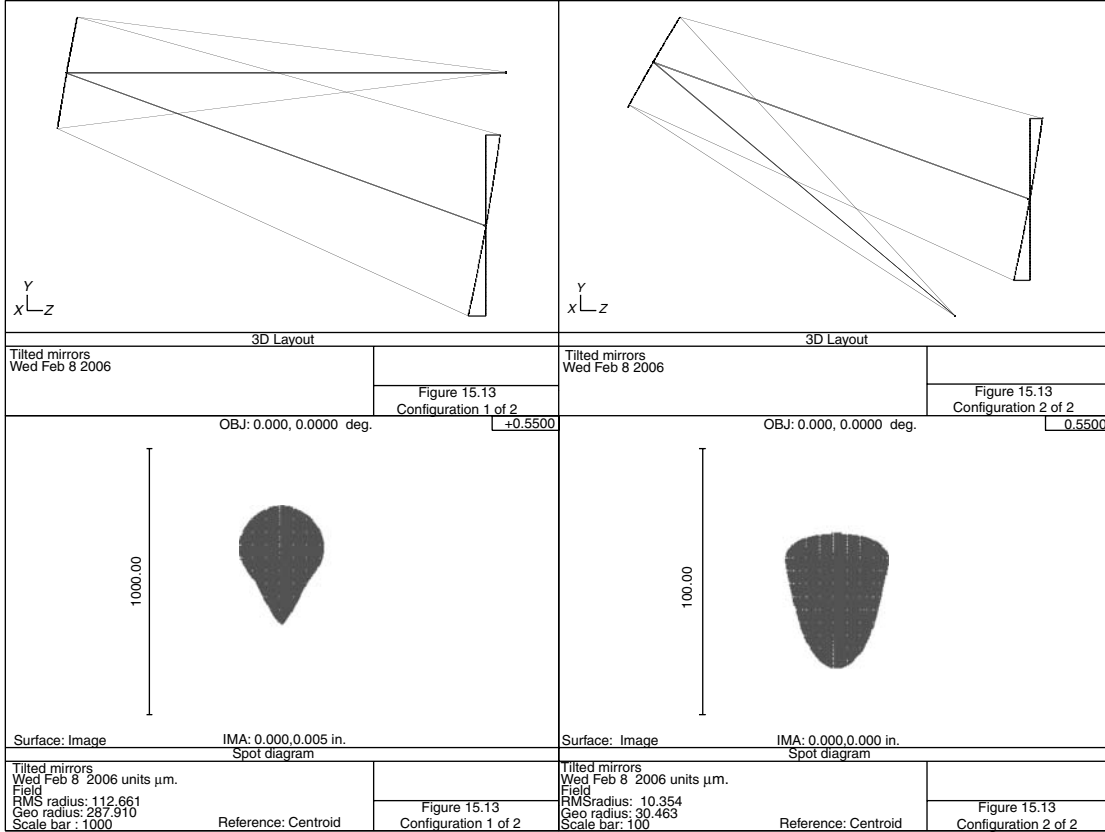 Y
X Z
3D Layout
Tilted mirrors
Wed Feb 8 2006
Figure 15.13
Configuration 1 of 2
Y
X Z
3D Layout
Tilted mirrors
Wed Feb 8 2006
Figure 15.13
Configuration 2 of 2
OBJ: 0.000, 0.0000 deg.
+0.5500
1000.00
Surface: Image
IMA: 0.000,0.005 in.
Spot diagram
Tilted mirrors
Wed Feb 8 2006 units µm.
Field
RMS radius: 112.661
Geo radius: 287.910
Scale bar : 1000
Reference: Centroid
Figure 15.13
Configuration 1 of 2
OBJ: 0.000, 0.0000 deg.
0.5500
100.00
Surface: Image
IMA: 0.000,0.000 in.
Spot diagram
Tilted mirrors
Wed Feb 8 2006 units µm.
Field
RMSradius: 10.354
Geo radius: 30.463
Scale bar: 100
Reference: Centroid
Figure 15.13
Configuration 2 of 2